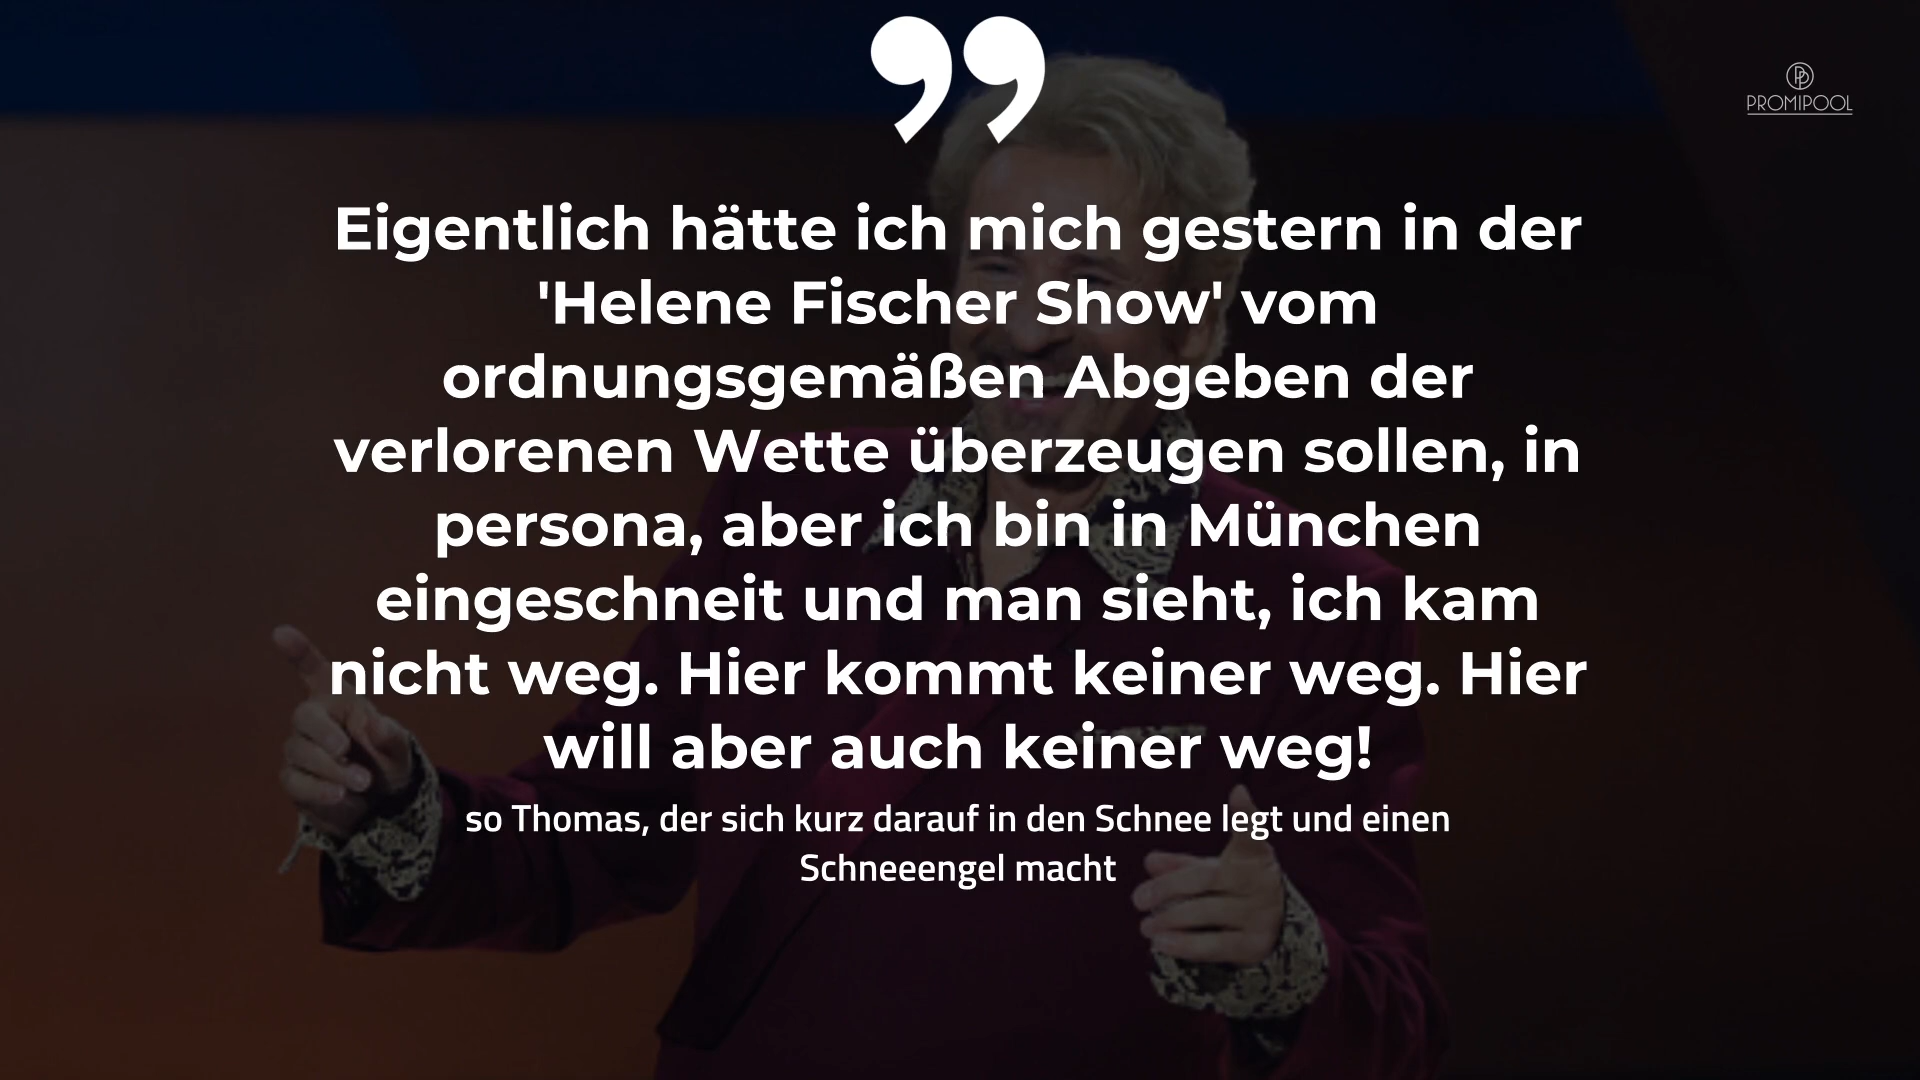 PROMIPOOL
Eigentlich hätte ich mich gestern in der
'Helene Fischer Show' vom
ordnungsgemäßen Abgeben der
verlorenen Wette überzeugen sollen, in
persona, aber ich bin in München
eingeschneit und man sieht, ich kam
nicht weg. Hier kommt keiner weg. Hier
will aber auch keiner weg!
so Thomas, der sich kurz darauf in den Schnee legt und einen
Schneeengel macht